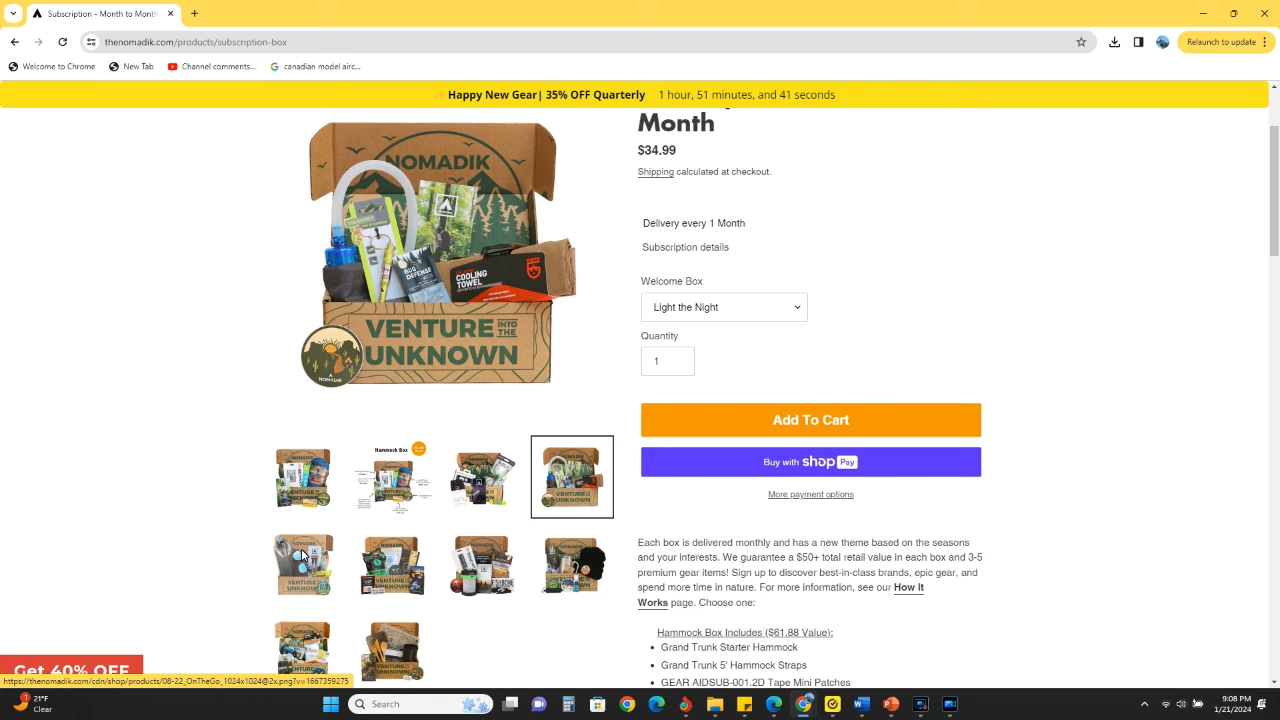 Subscription - Month to Month
thenomadik.com/products/subscription-box
Relaunch to update
Welcome to Chrome
New Tab
Channel comments...
canadian model airc...
✨Happy New Gear| 35% OFF Quarterly 1 hour, 51 minutes, and 41 seconds
Month
$34.99
Shipping calculated at checkout.
Delivery every 1 Month
Subscription details
Welcome Box
Light the Night
Quantity
1
Add To Cart
Buy with shop Pay
More payment options
NOMADIK
BUG DEFENSE
COOLING TOWEL
VENTURE INTO THE UNKNOWN
NOMADIK
Hammock Box
Each box is delivered monthly and has a new theme based on the seasons
and your interests. We guarantee a $50+ total retail value in each box and 3-5
premium gear items! Sign up to discover best-in-class brands, epic gear, and
spend more time in nature. For more information, see our How It
Works page. Choose one:
Hammock Box Includes ($61.88 Value):
Grand Trunk Starter Hammock
Grand Trunk 5' Hammock Straps
GEAR AIDSUB-001.2D Tape Mini Patches
Get 40% OFF
https://thenomadik.com/cdn/shop/products/08-22_OnTheGo_1024x1024@2x.png?v=1667359275
21°F
Clear
Search
9:08 PM
1/21/2024